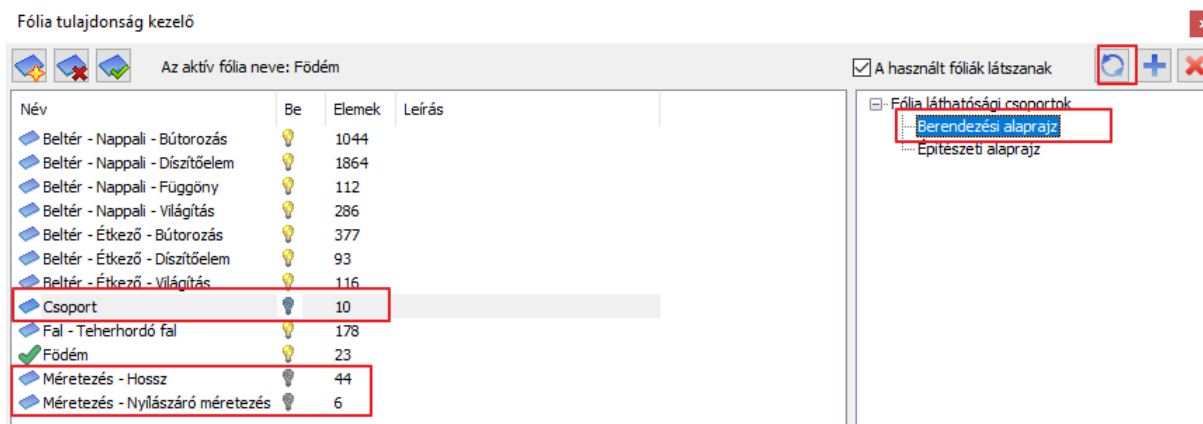 Fólia tulajdonság kezelő
Az aktív fólia neve: Födém
A használt fóliák látszanak
Név Be Elemek Leírás
Beltér - Nappali - Bútorozás 1044
Beltér - Nappali - Díszítőelem 1864
Beltér - Nappali - Függöny 112
Beltér - Nappali - Világítás 286
Beltér - Étkező - Bútorozás 377
Beltér - Étkező - Díszítőelem 93
Beltér - Étkező - Világítás 116
Csoport 10
Fal - Teherhordó fal 178
Födém 23
Méretezés - Hossz 44
Méretezés - Nyílászáró méretezés 6
Fólia láthatósági csoportok
Berendezési alaprajz
Építészeti alaprajz